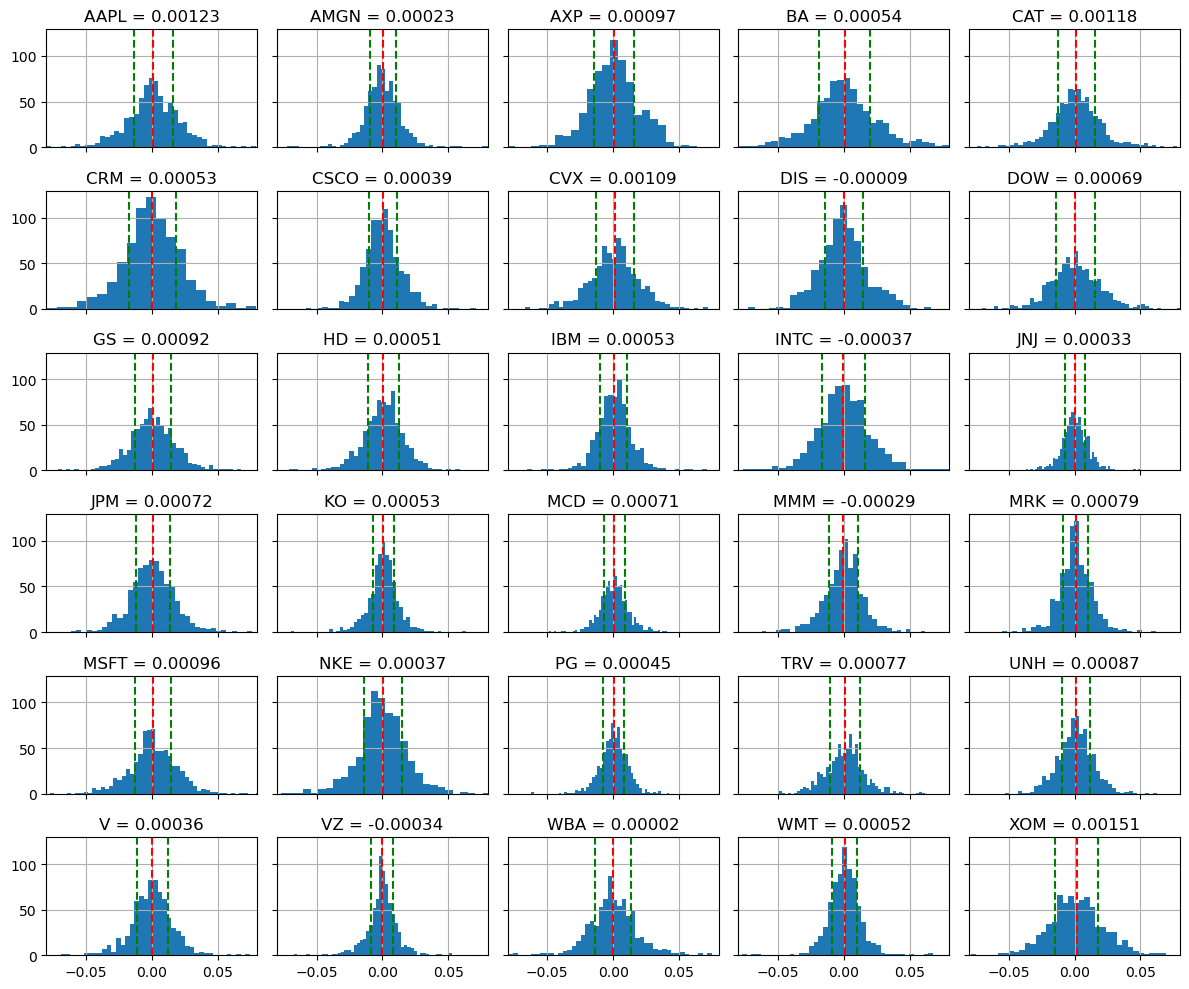 AAPL = 0.00123 AMGN = 0.00023 AXP = 0.00097 BA = 0.00054 CAT = 0.00118
100
50
0
CRM = 0.00053 CSCO = 0.00039 CVX = 0.00109 DIS = -0.00009 DOW = 0.00069
100
50
0
GS = 0.00092 HD = 0.00051 IBM = 0.00053 INTC = -0.00037 JNJ = 0.00033
100
50
0
JPM = 0.00072 KO = 0.00053 MCD = 0.00071 MMM = -0.00029 MRK = 0.00079
100
50
0
MSFT = 0.00096 NKE = 0.00037 PG = 0.00045 TRV = 0.00077 UNH = 0.00087
100
50
0
V = 0.00036 VZ = -0.00034 WBA = 0.00002 WMT = 0.00052 XOM = 0.00151
100
50
0
−0.05 0.00 0.05 −0.05 0.00 0.05 −0.05 0.00 0.05 −0.05 0.00 0.05 −0.05 0.00 0.05